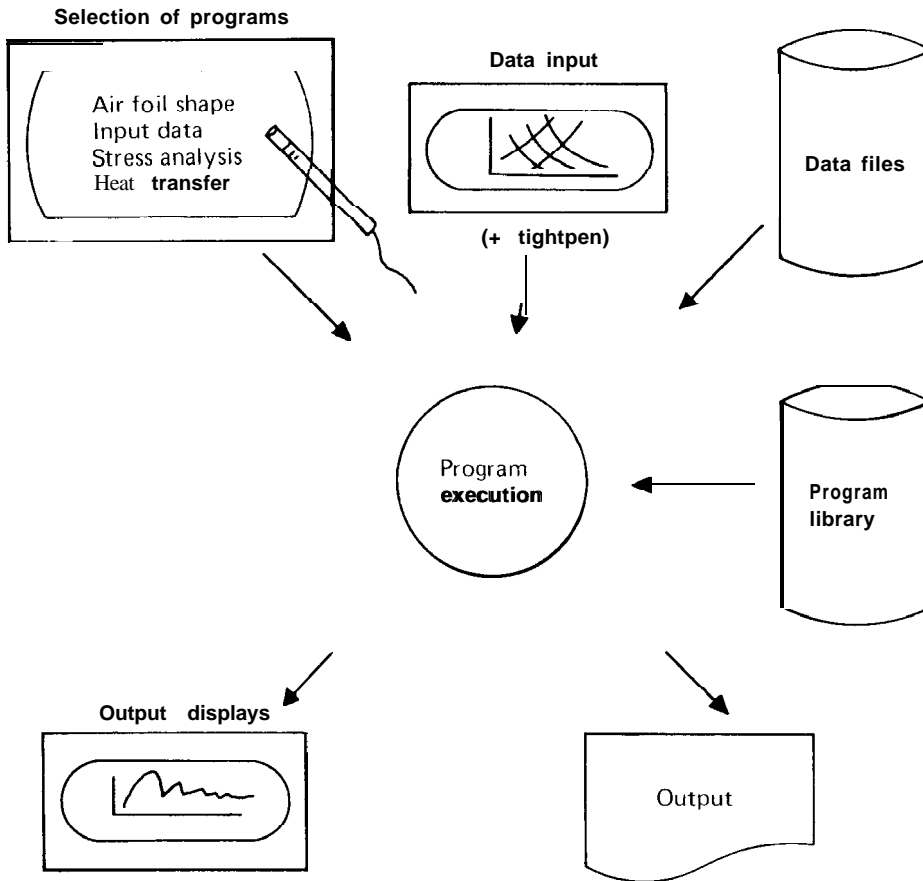 Selection of programs
Air foil shape
Input data
Stress analysis
Heat transfer
Data input
(+ tightpen)
Data files
Program
execution
Program
library
Output displays
Output